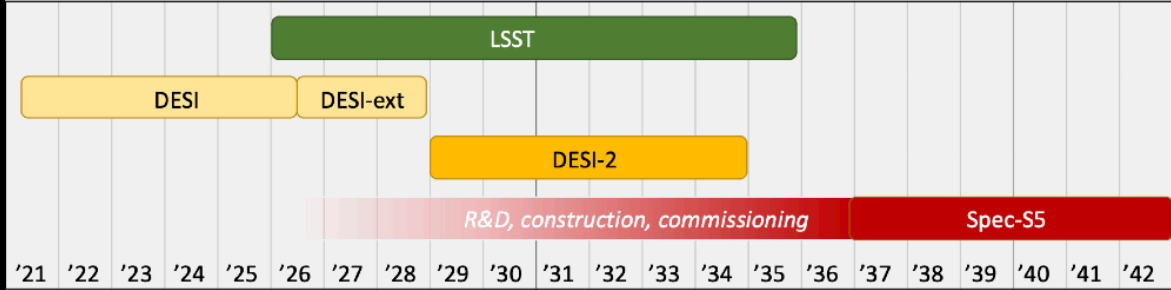 LSST
DESI DESI-ext
DESI-2
R&D, construction, commissioning Spec-S5
’21 ’22 ’23 ’24 ’25 ’26 ’27 ’28 ’29 ’30 ’31 ’32 ’33 ’34 ’35 ’36 ’37 ’38 ’39 ’40 ’41 ’42